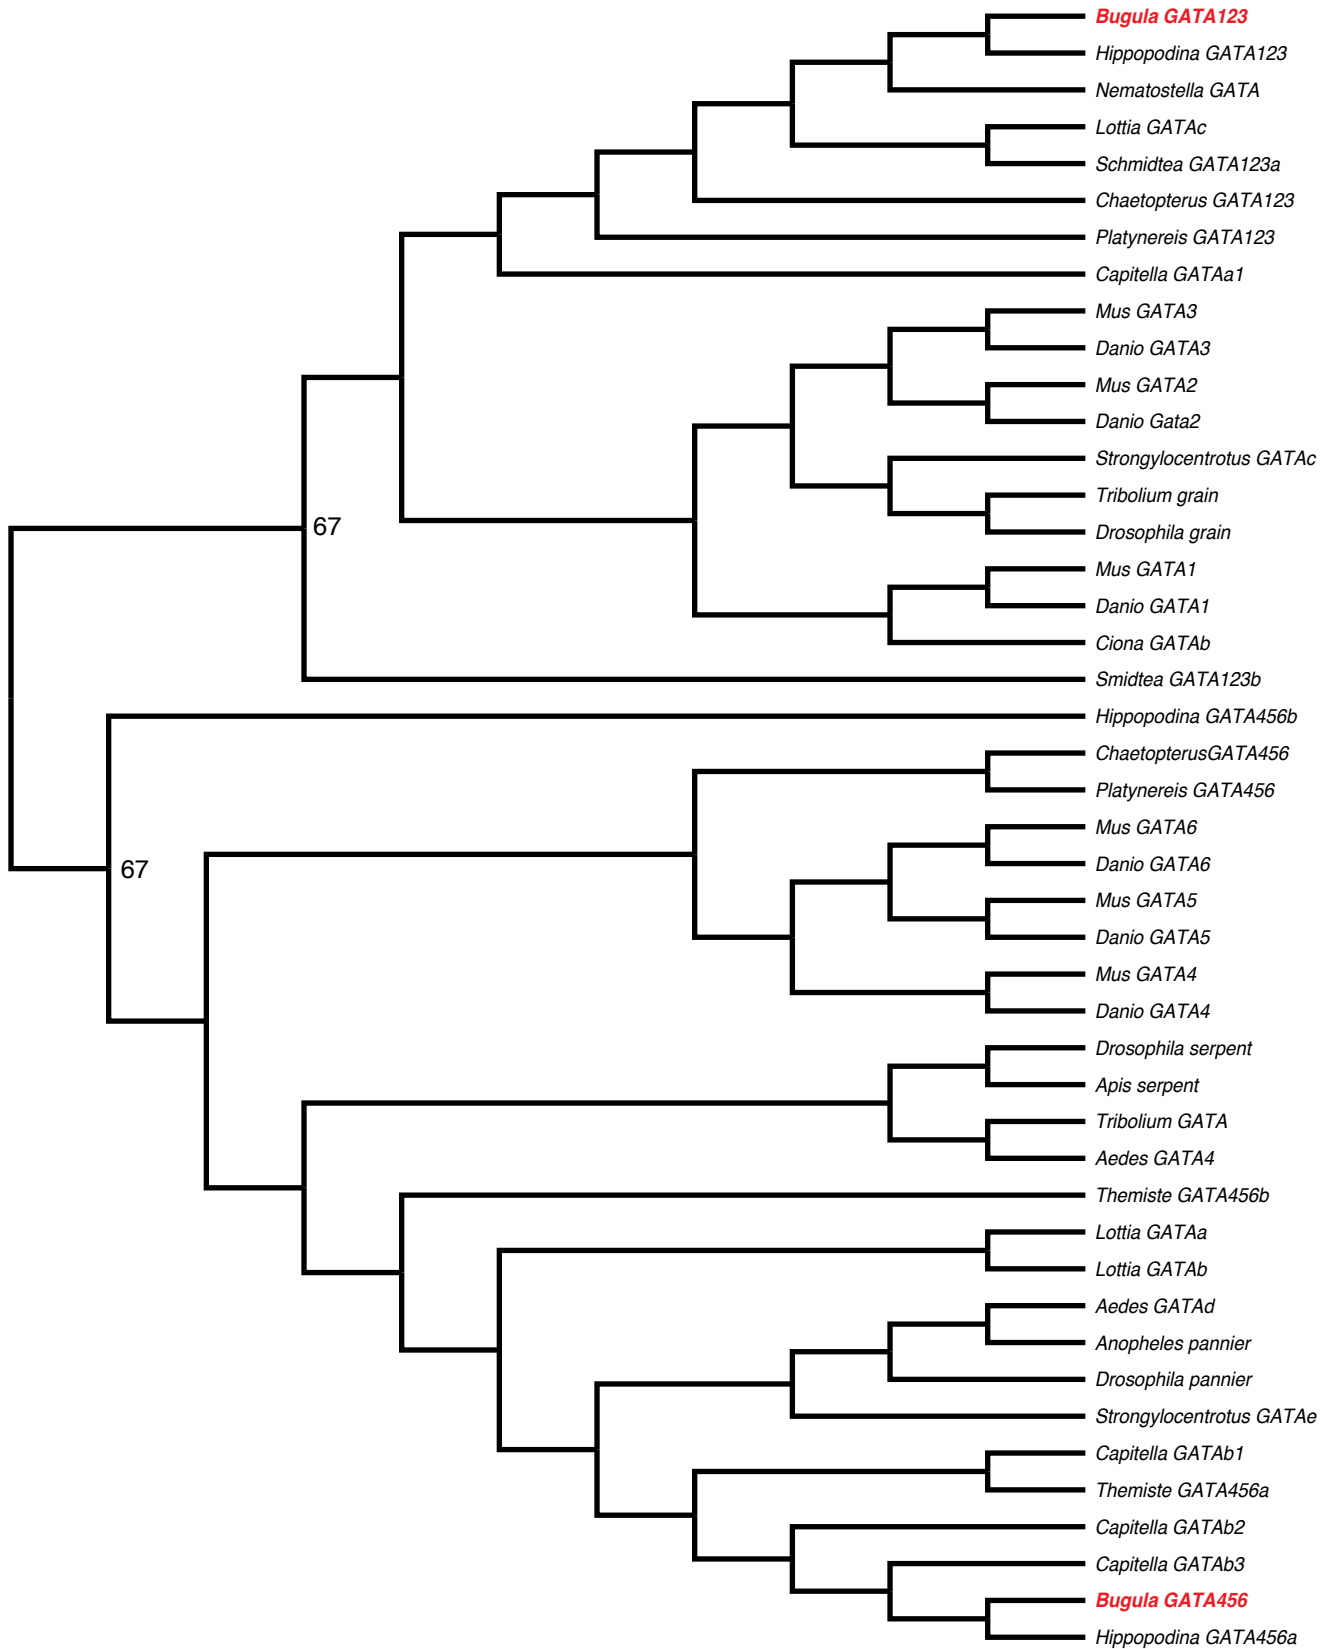 Bugula GATA123
Hippopodina GATA123
Nematostella GATA
Lottia GATAc
Schmidtea GATA123a
Chaetopterus GATA123
Platynereis GATA123
Capitella GATAa1
Mus GATA3
Danio GATA3
Mus GATA2
Danio Gata2
Strongylocentrotus GATAc
Tribolium grain
67
Drosophila grain
Mus GATA1
Danio GATA1
Ciona GATAb
Smidtea GATA123b
Hippopodina GATA456b
ChaetopterusGATA456
Platynereis GATA456
Mus GATA6
Danio GATA6
67
Mus GATA5
Danio GATA5
Mus GATA4
Danio GATA4
Drosophila serpent
Apis serpent
Tribolium GATA
Aedes GATA4
Themiste GATA456b
Lottia GATAa
Lottia GATAb
Aedes GATAd
Anopheles pannier
Drosophila pannier
Strongylocentrotus GATAe
Capitella GATAb1
Themiste GATA456a
Capitella GATAb2
Capitella GATAb3
Bugula GATA456
Hippopodina GATA456a